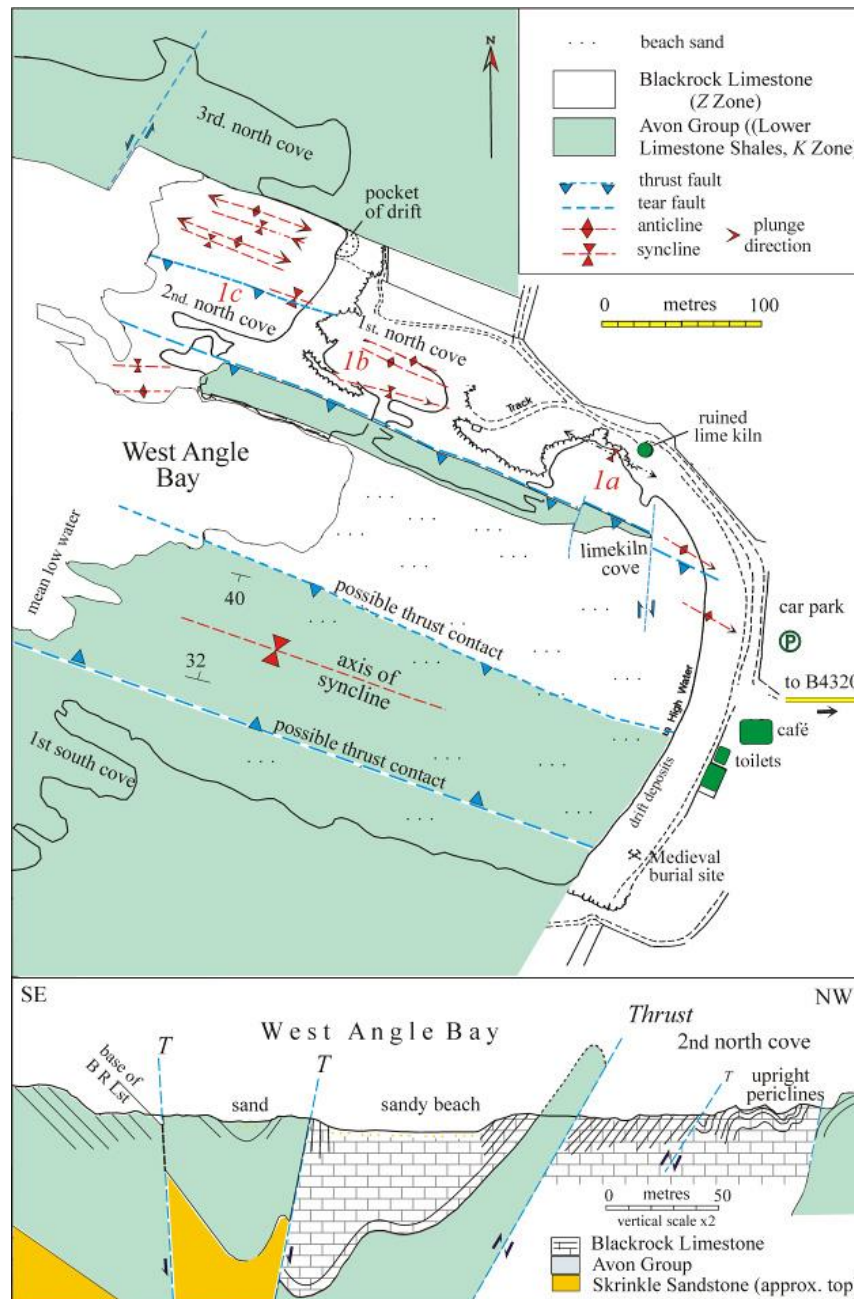 N
beach sand
Blackrock Limestone
(Z Zone)
Avon Group ((Lower
Limestone Shales, K Zone)
thrust fault
tear fault
anticline
syncline
plunge
direction
0 metres 100
3rd. north cove
pocket
of drift
1c
2nd. north cove
1st. north cove
1b
Track
ruined
lime kiln
1a
West Angle
Bay
limekiln
cove
mean low water
40
possible thrust contact
32
axis of
syncline
possible thrust contact
1st south cove
High Water
drift deposits
car park
P
to B4320
café
toilets
Medieval
burial site
SE
NW
West Angle Bay
Thrust
2nd north cove
T
T
T
base of
B R Lst
sand
sandy beach
upright
periclines
0 metres 50
vertical scale x2
Blackrock Limestone
Avon Group
Skrinkle Sandstone (approx. top